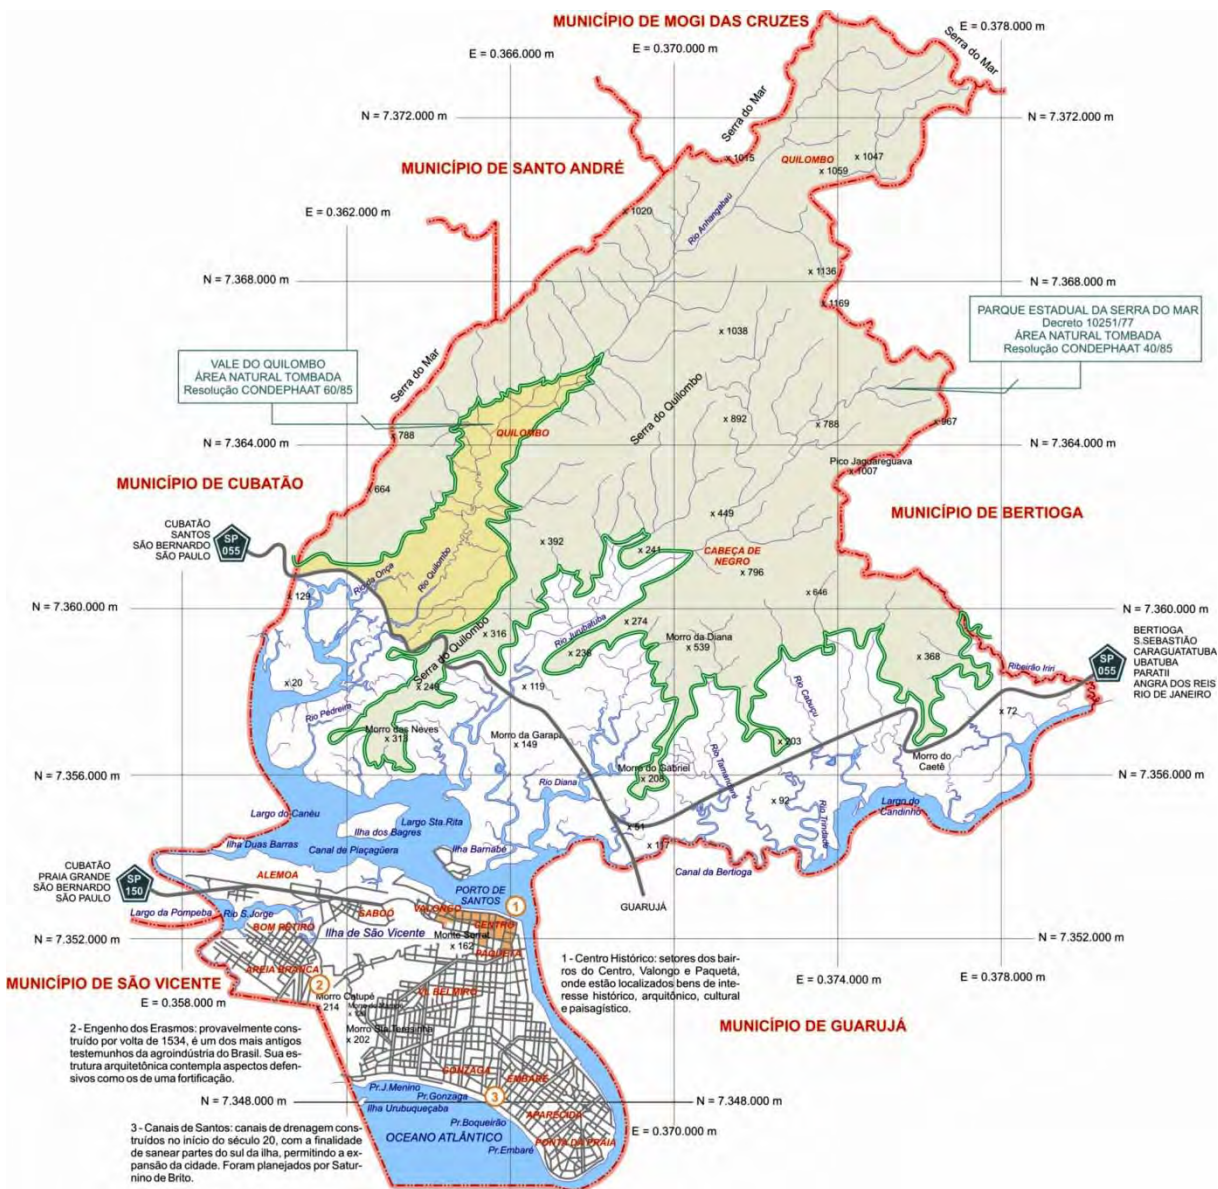 MUNICÍPIO DE MOGI DAS CRUZES
E = 0.378.000 m
E = 0.370.000 m
E = 0.366.000 m
Serra do Mar
Serra do Mar
N = 7.372.000 m
N = 7.372.000 m
x 1015
QUILOMBO
x 1047
x 1059
MUNICÍPIO DE SANTO ANDRÉ
E = 0.362.000 m
x 1020
Rio Anhangabaú
x 1136
N = 7.368.000 m
N = 7.368.000 m
x 1169
PARQUE ESTADUAL DA SERRA DO MAR
Decreto 10251/77
ÁREA NATURAL TOMBADA
Resolução CONDEPHAAT 40/85
x 1038
VALE DO QUILOMBO
ÁREA NATURAL TOMBADA
Resolução CONDEPHAAT 60/85
Serra do Mar
Serra do Quilombo
x 892
x 788
x 967
QUILOMBO
x 788
N = 7.364.000 m
N = 7.364.000 m
Pico Jaguareguava
x 1007
MUNICÍPIO DE CUBATÃO
x 664
MUNICÍPIO DE BERTIOGA
x 449
CUBATÃO
SANTOS
SÃO BERNARDO
SÃO PAULO
SP
055
x 392
x 241
CABEÇA DE
NEGRO
x 796
Rio da Onça
Rio Quilombo
x 129
x 646
N = 7.360.000 m
N = 7.360.000 m
x 274
Rio Jurubatuba
x 316
Morro da Diana
x 539
x 238
Serra do Quilombo
x 368
Ribeirão Iriri
SP
055
BERTIOGA
S.SEBASTIÃO
CARAGUATATUBA
UBATUBA
PARATII
ANGRA DOS REIS
RIO DE JANEIRO
x 20
x 249
x 119
Rio Cabuçu
Rio Pedreira
x 72
Morro das Neves
x 313
Morro da Garapa
x 149
x 203
Morro do
Caetê
Morro do Gabriel
x 208
Rio Tamanduré
N = 7.356.000 m
N = 7.356.000 m
Rio Diana
x 92
Largo do
Candinho
Rio Trindade
Largo do Canéu
Largo Sta.Rita
Ilha dos Bagres
x 51
x 117
Ilha Duas Barras
Canal de Piaçagüera
Ilha Barnabé
Canal da Bertioga
CUBATÃO
PRAIA GRANDE
SÃO BERNARDO
SÃO PAULO
SP
150
ALEMOA
PORTO DE
SANTOS
GUARUJÁ
1
Largo da Pompeba
Rio S.Jorge
SABOÓ
VALONGO
CENTRO
BOM RETIRO
Ilha de São Vicente
Monte Serrat
x 162
PAQUETÁ
N = 7.352.000 m
N = 7.352.000 m
AREIA BRANCA
MUNICÍPIO DE SÃO VICENTE
2
1 - Centro Histórico: setores dos bair-
ros do Centro, Valongo e Paquetá,
onde estão localizados bens de inte-
resse histórico, arquitônico, cultural
e paisagístico.
E = 0.374.000 m
E = 0.378.000 m
E = 0.358.000 m
VL BELMIRO
x 214
Morro Sta.Teresinha
x 202
MUNICÍPIO DE GUARUJÁ
2 - Engenho dos Erasmos: provavelmente cons-
truído por volta de 1534, é um dos mais antigos
testemunhos da agroindústria do Brasil. Sua es-
trutura arquitetônica contempla aspectos defen-
sivos como os de uma fortificação.
GONZAGA
EMBARÉ
Pr.J.Menino
Pr.Gonzaga
3
N = 7.348.000 m
N = 7.348.000 m
Ilha Urubuqueçaba
APARECIDA
Pr.Boqueirão
E = 0.370.000 m
OCEANO ATLÂNTICO
PONTA DA PRAIA
Pr.Embaré
3 - Canais de Santos: canais de drenagem cons-
truídos no início do século 20, com a finalidade
de sanear partes do sul da ilha, permitindo a ex-
pansão da cidade. Foram planejados por Satur-
nino de Brito.